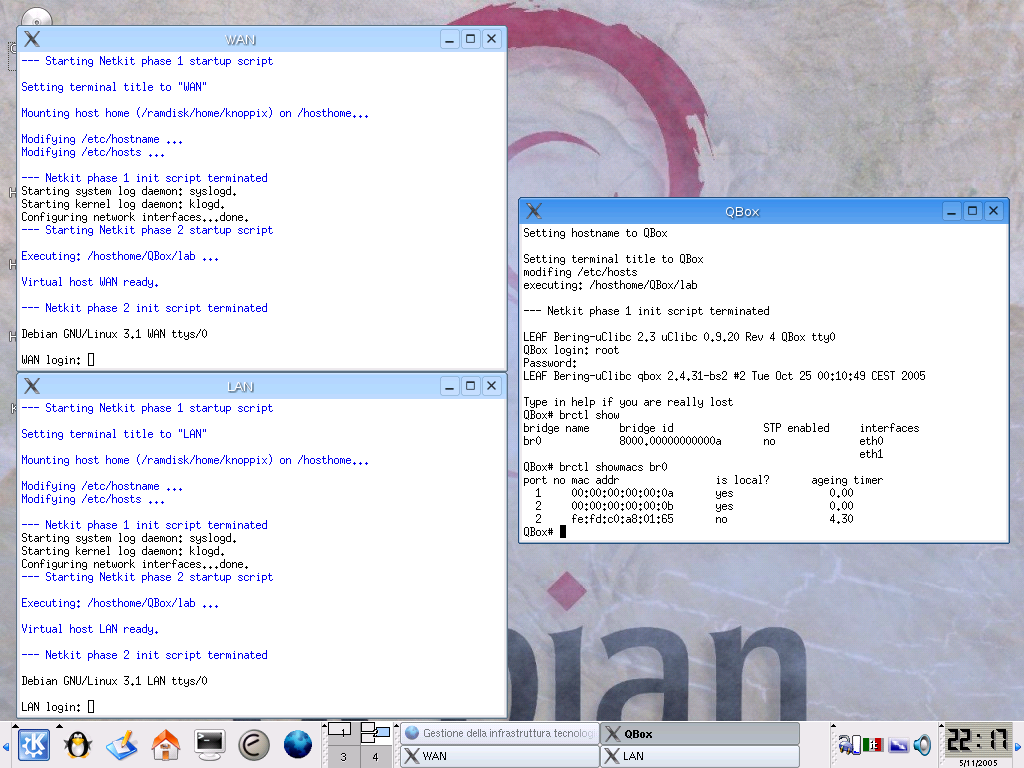 WAN
--- Starting Netkit phase 1 startup script
Setting terminal title to "WAN"
Mounting host home (/ramdisk/home/knoppix) on /hosthome...
Modifying /etc/hostname ...
Modifying /etc/hosts ...
--- Netkit phase 1 init script terminated
Starting system log daemon: syslogd.
Starting kernel log daemon: klogd.
Configuring network interfaces...done.
--- Starting Netkit phase 2 startup script
Executing: /hosthome/QBox/lab ...
Virtual host WAN ready.
--- Netkit phase 2 init script terminated
Debian GNU/Linux 3.1 WAN ttys/0
WAN login:
LAN
--- Starting Netkit phase 1 startup script
Setting terminal title to "LAN"
Mounting host home (/ramdisk/home/knoppix) on /hosthome...
Modifying /etc/hostname ...
Modifying /etc/hosts ...
--- Netkit phase 1 init script terminated
Starting system log daemon: syslogd.
Starting kernel log daemon: klogd.
Configuring network interfaces...done.
--- Starting Netkit phase 2 startup script
Executing: /hosthome/QBox/lab ...
Virtual host LAN ready.
--- Netkit phase 2 init script terminated
Debian GNU/Linux 3.1 LAN ttys/0
LAN login:
QBox
Setting hostname to QBox
Setting terminal title to QBox
modifing /etc/hosts
executing: /hosthome/QBox/lab
--- Netkit phase 1 init script terminated
LEAF Bering-uClibc 2.3 uClibc 0.9.20 Rev 4 QBox tty0
QBox login: root
Password:
LEAF Bering-uClibc qbox 2.4.31-bs2 #2 Tue Oct 25 00:10:49 CEST 2005
Type in help if you are really lost
QBox# brctl show
bridge name bridge id STP enabled interfaces
br0 8000.00000000000a no eth0
eth1
QBox# brctl showmacs br0
port no mac addr is local? ageing timer
1 00:00:00:00:00:0a yes 0.00
2 00:00:00:00:00:0b yes 0.00
2 fe:fd:c0:a8:01:65 no 4.30
QBox#
bian
1
3 4
Gestione della infrastruttura tecnolog
QBox
WAN
LAN
it
22:17
5/11/2005